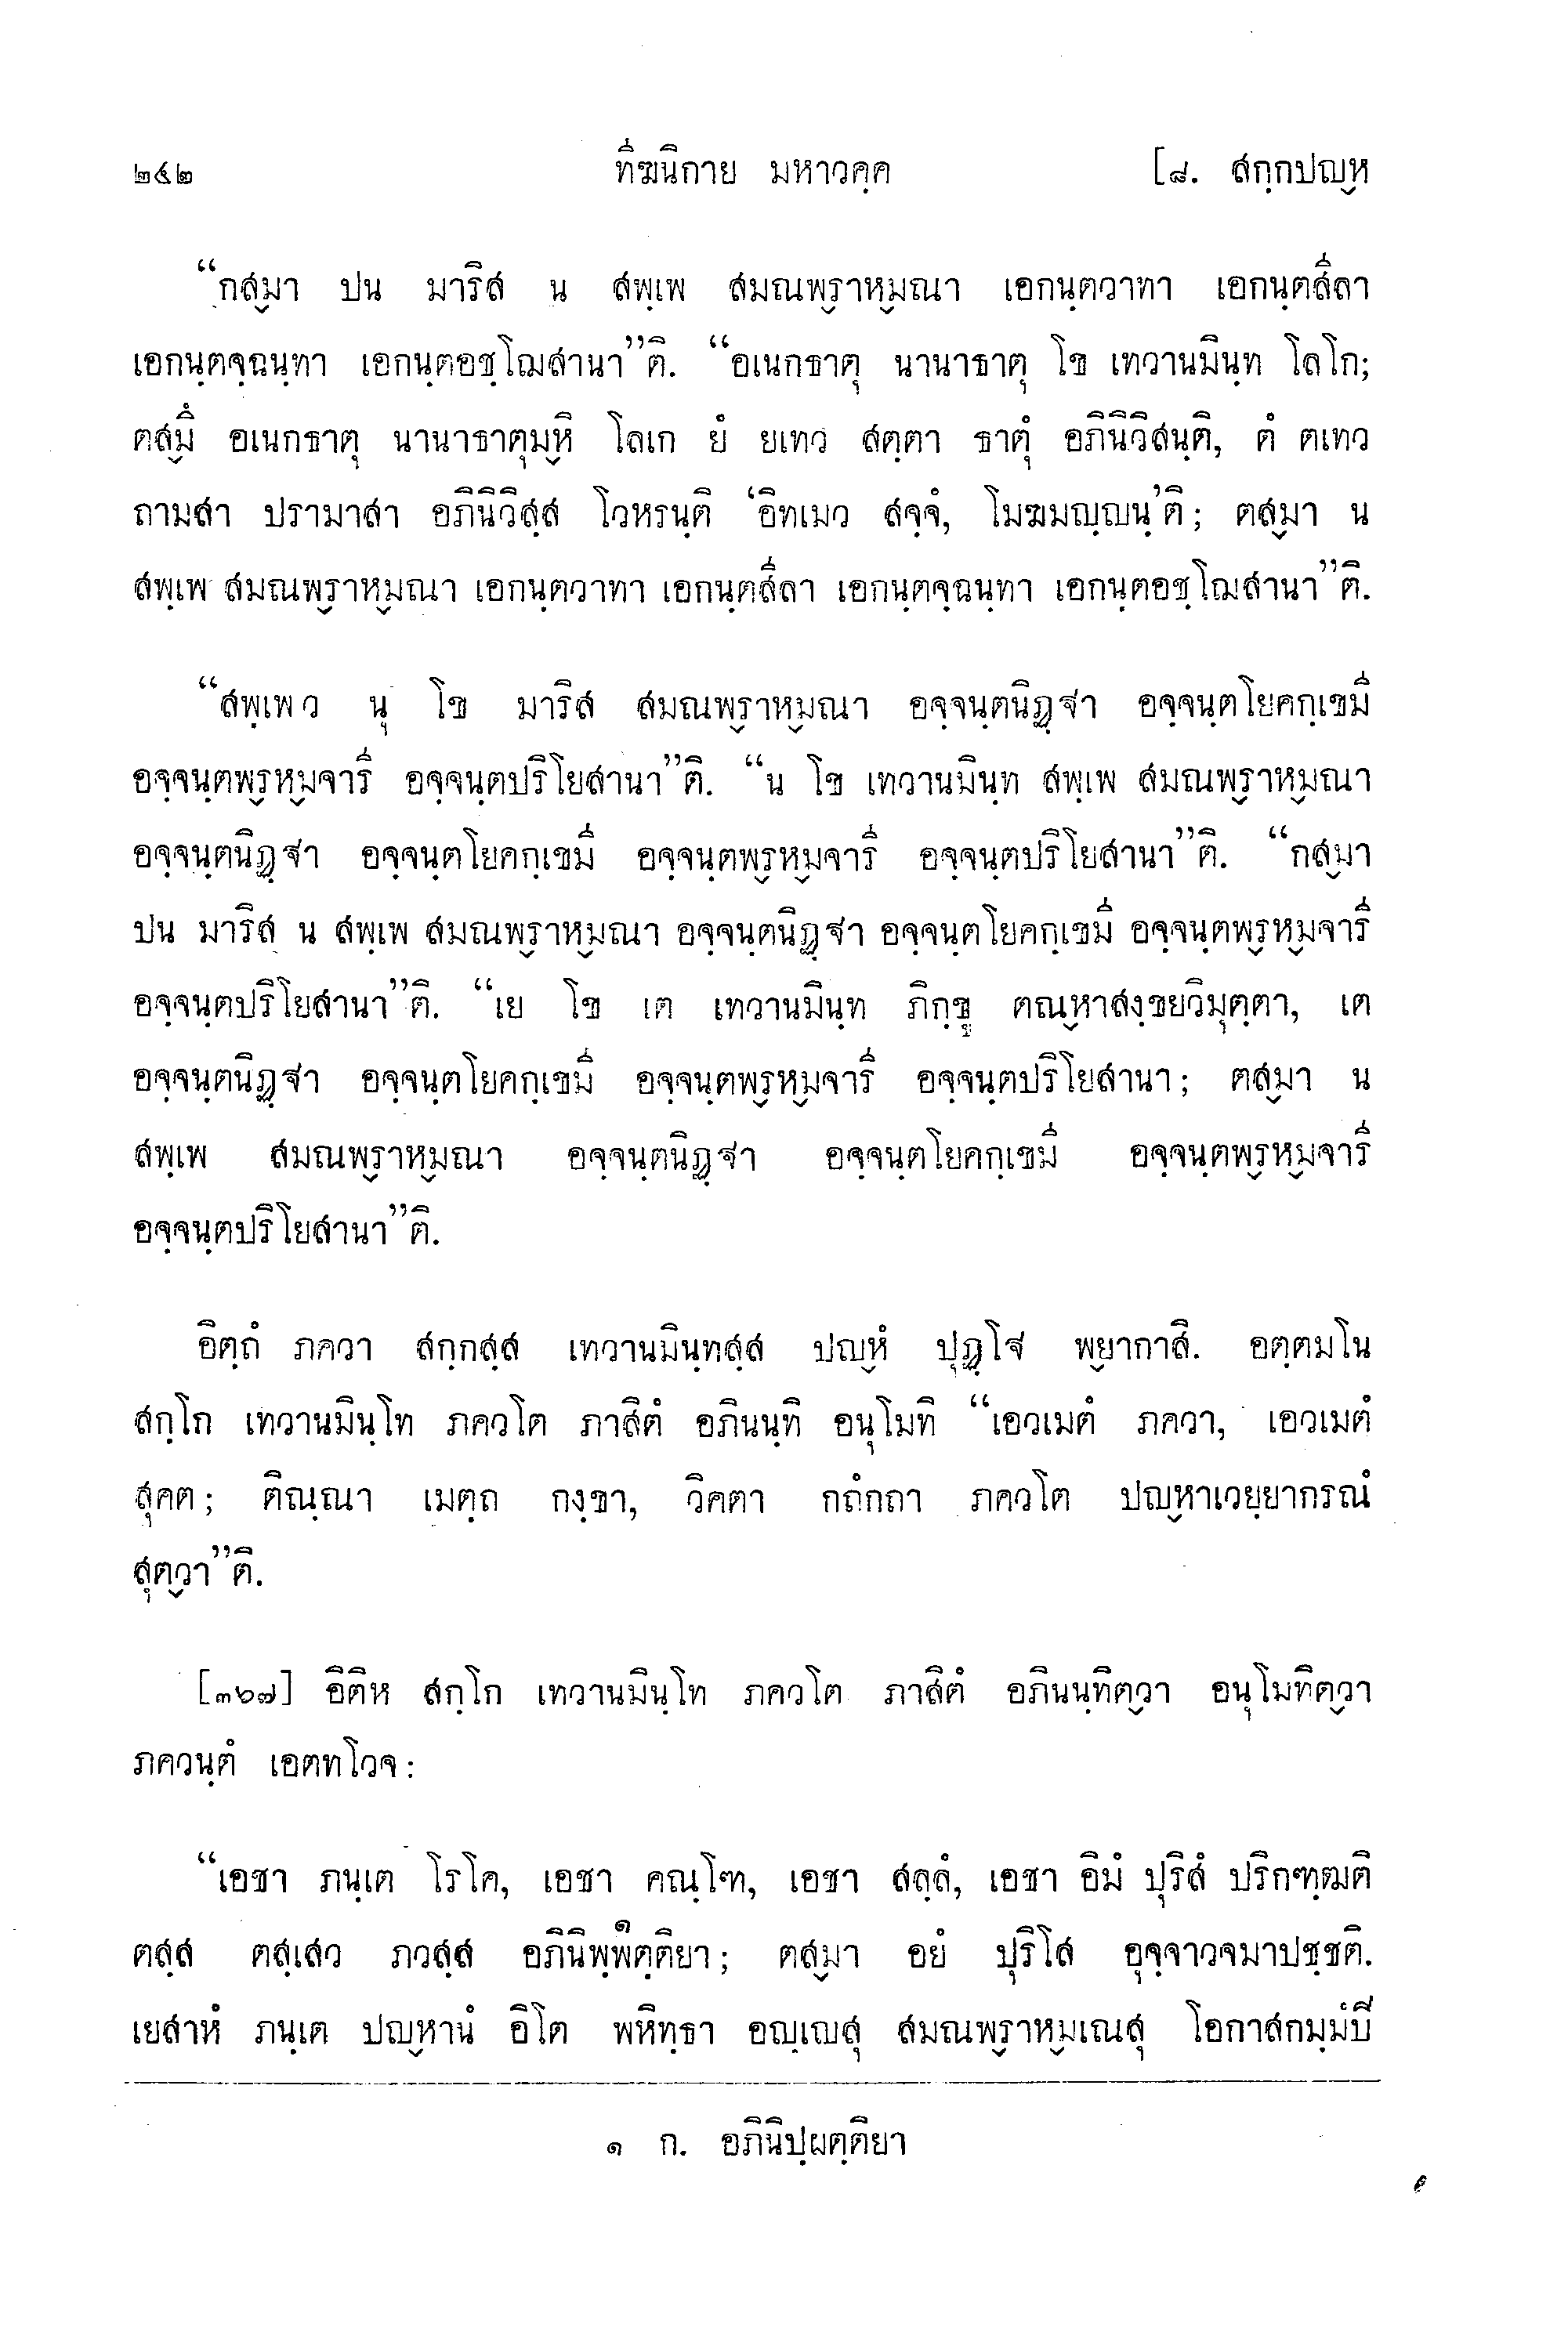 ๒๔๒ ทีฆนิกาย มหาวคฺค [๘. สกฺกปญฺห
“กสฺมา ปน มาริส น สพฺเพ สมณพฺราหฺมณา เอกนฺตวาทา เอกนฺตสีลา
เอกนฺตจฺฉนฺทา เอกนฺตอชฺโฌสานา”ติ. “อเนกธาตุ นานาธาตุ โข เทวานมินฺท โลโก;
ตสฺมึ อเนกธาตุ นานาธาตุมฺหิ โลเก ยํ ยเทว สตฺตา ธาตุํ อภินิวิสนฺติ, ตํ ตเทว
ถามสา ปรามาสา อภินิวิสฺส โวหรนฺติ ‘อิทเมว สจฺจํ, โมฆมญฺญนฺ’ติ; ตสฺมา น
สพฺเพ สมณพฺราหฺมณา เอกนฺตวาทา เอกนฺตสีลา เอกนฺตจฺฉนฺทา เอกนฺตอชฺโฌสานา”ติ.
“สพฺเพว นุ โข มาริส สมณพฺราหฺมณา อจฺจนฺตนิฏฺฐา อจฺจนฺตโยคกฺเขมี
อจฺจนฺตพฺรหฺมจารี อจฺจนฺตปริโยสานา”ติ. “น โข เทวานมินฺท สพฺเพ สมณพฺราหฺมณา
อจฺจนฺตนิฏฺฐา อจฺจนฺตโยคกฺเขมี อจฺจนฺตพฺรหฺมจารี อจฺจนฺตปริโยสานา”ติ. “กสฺมา
ปน มาริส น สพฺเพ สมณพฺราหฺมณา อจฺจนฺตนิฏฺฐา อจฺจนฺตโยคกฺเขมี อจฺจนฺตพฺรหฺมจารี
อจฺจนฺตปริโยสานา”ติ. “เย โข เต เทวานมินฺท ภิกฺขู ตณฺหาสงฺขยวิมุตฺตา, เต
อจฺจนฺตนิฏฺฐา อจฺจนฺตโยคกฺเขมี อจฺจนฺตพฺรหฺมจารี อจฺจนฺตปริโยสานา; ตสฺมา น
สพฺเพ สมณพฺราหฺมณา อจฺจนฺตนิฏฺฐา อจฺจนฺตโยคกฺเขมี อจฺจนฺตพฺรหฺมจารี
อจฺจนฺตปริโยสานา”ติ.
อิตฺถํ ภควา สกฺกสฺส เทวานมินฺทสฺส ปญฺหํ ปุฏฺโฐ พฺยากาสิ. อตฺตมโน
สกฺโก เทวานมินฺโท ภควโต ภาสิตํ อภินนฺทิ อนุโมทิ “เอวเมตํ ภควา, เอวเมตํ
สุคต; ติณฺณา เมตฺถ กงฺขา, วิคตา กถํกถา ภควโต ปญฺหาเวยฺยากรณํ
สุตฺวา”ติ.
[๓๖๗] อิติห สกฺโก เทวานมินฺโท ภควโต ภาสิตํ อภินนฺทิตฺวา อนุโมทิตฺวา
ภควนฺตํ เอตทโวจ:
“เอชา ภนฺเต โรโค, เอชา คณฺโฑ, เอชา สลฺลํ, เอชา อิมํ ปุริสํ ปริกฑฺฒติ
ตสฺส ตสฺเสว ภวสฺส อภินิพฺพตฺติยา๑; ตสฺมา อยํ ปุริโส อุจฺจาวจมาปชฺชติ.
เยสาหํ ภนฺเต ปญฺหานํ อิโต พหิทฺธา อญฺเญสุ สมณพฺราหฺมเณสุ โอกาสกมฺมํปิ
๑ ก. อภินิปฺผตฺติยา